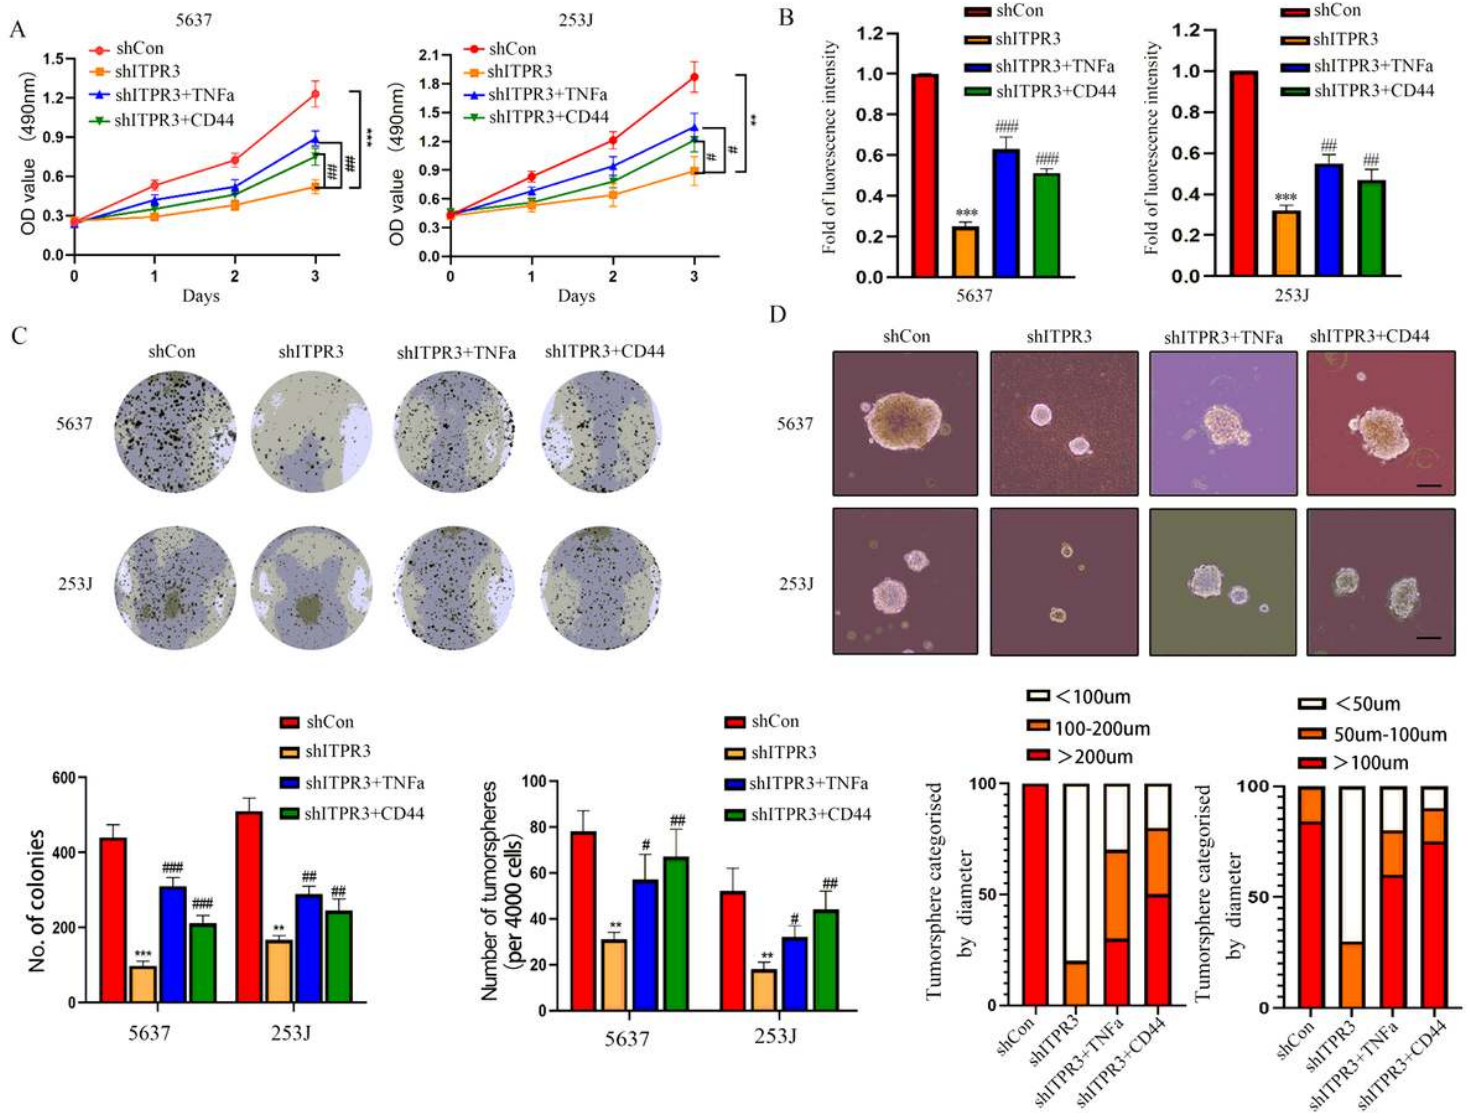 A
5637
shCon
shITPR3
shITPR3+TNFa
shITPR3+CD44
OD value (490nm)
1.5
1.2
0.9
0.6
0.3
0.0
0 1 2 3
Days
##
##
***
253J
shCon
shITPR3
shITPR3+TNFa
shITPR3+CD44
OD value (490nm)
2.1
1.8
1.5
1.2
0.9
0.6
0.3
0.0
0 1 2 3
Days
#
#
**
B
shCon
shITPR3
shITPR3+TNFa
shITPR3+CD44
Fold of fluorescence intensity
1.2
1.0
0.8
0.6
0.4
0.2
0.0
***
###
###
5637
shCon
shITPR3
shITPR3+TNFa
shITPR3+CD44
Fold of fluorescence intensity
1.2
1.0
0.8
0.6
0.4
0.2
0.0
***
##
##
253J
C
shCon shITPR3 shITPR3+TNFa shITPR3+CD44
5637
253J
shCon
shITPR3
shITPR3+TNFa
shITPR3+CD44
No. of colonies
600
400
200
0
***
###
###
**
##
##
5637 253J
shCon
shITPR3
shITPR3+TNFa
shITPR3+CD44
Number of tumorspheres
(per 4000 cells)
100
80
60
40
20
0
**
#
##
**
#
##
5637 253J
D
shCon shITPR3 shITPR3+TNFa shITPR3+CD44
5637
253J
<100um
100-200um
>200um
Tumorsphere categorised
by diameter
100
50
0
shCon
shITPR3
shITPR3+TNFa
shITPR3+CD44
<50um
50um-100um
>100um
Tumorsphere categorised
by diameter
100
50
0
shCon
shITPR3
shITPR3+TNFa
shITPR3+CD44